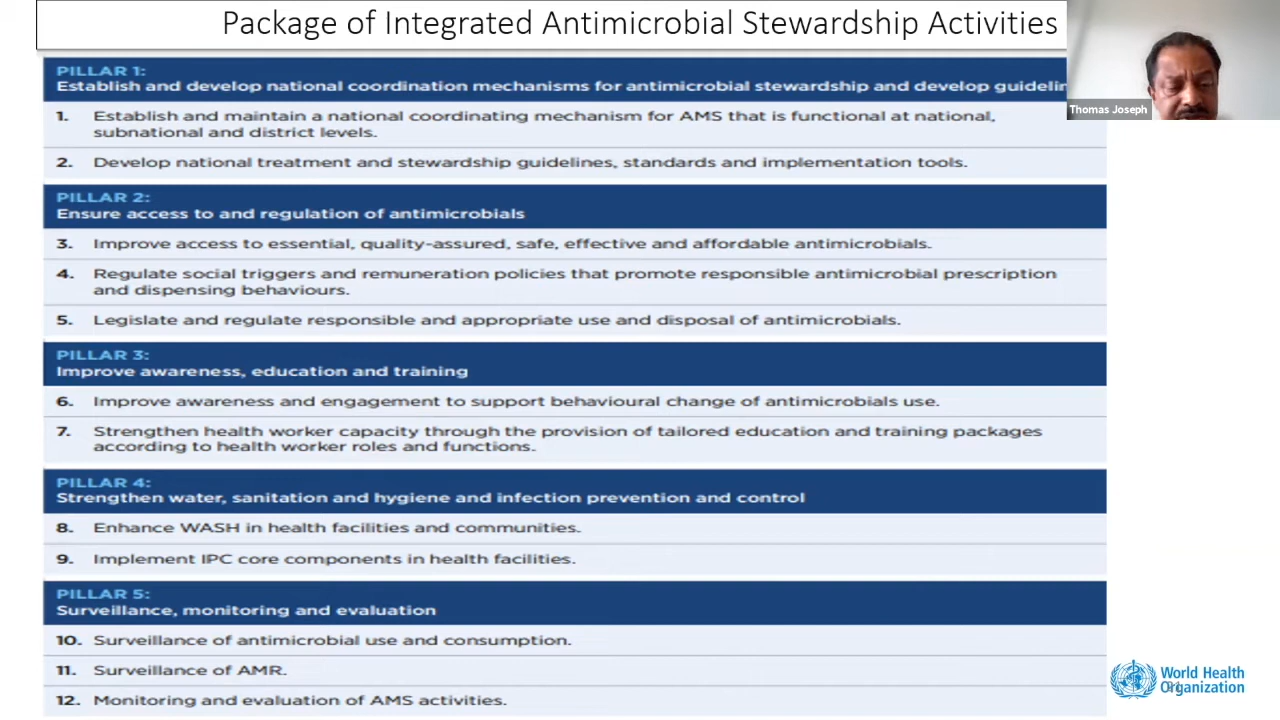 Package of Integrated Antimicrobial Stewardship Activities
Thomas Joseph
PILLAR 1:
Establish and develop national coordination mechanisms for antimicrobial stewardship and develop guidelin
1. Establish and maintain a national coordinating mechanism for AMS that is functional at national,
subnational and district levels.
2. Develop national treatment and stewardship guidelines, standards and implementation tools.
PILLAR 2:
Ensure access to and regulation of antimicrobials
3. Improve access to essential, quality-assured, safe, effective and affordable antimicrobials.
4. Regulate social triggers and remuneration policies that promote responsible antimicrobial prescription
and dispensing behaviours.
5. Legislate and regulate responsible and appropriate use and disposal of antimicrobials.
PILLAR 3:
Improve awareness, education and training
6. Improve awareness and engagement to support behavioural change of antimicrobials use.
7. Strengthen health worker capacity through the provision of tailored education and training packages
according to health worker roles and functions.
PILLAR 4:
Strengthen water, sanitation and hygiene and infection prevention and control
8. Enhance WASH in health facilities and communities.
9. Implement IPC core components in health facilities.
PILLAR 5:
Surveillance, monitoring and evaluation
10. Surveillance of antimicrobial use and consumption.
11. Surveillance of AMR.
12. Monitoring and evaluation of AMS activities.
World Health
Organization